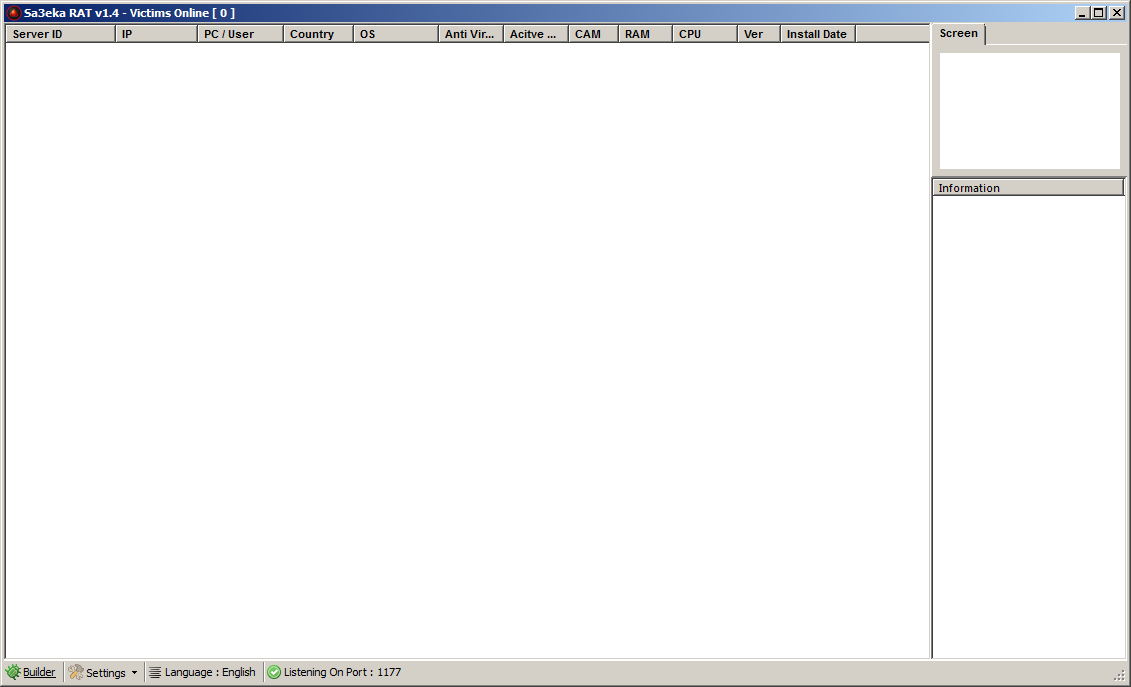 Sa3eka RAT v1.4 - Victims Online [ 0 ]
Server ID IP PC / User Country OS Anti Vir... Acitve ... CAM RAM CPU Ver Install Date
Screen
Information
Builder Settings Language : English Listening On Port : 1177